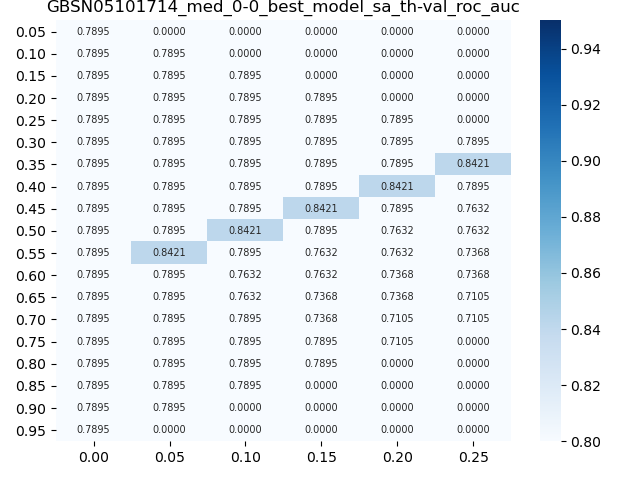 GBSN05101714_med_0-0_best_model_sa_th-val_roc_auc
0.05 0.7895 0.0000 0.0000 0.0000 0.0000 0.0000
0.10 0.7895 0.7895 0.0000 0.0000 0.0000 0.0000
0.15 0.7895 0.7895 0.7895 0.0000 0.0000 0.0000
0.20 0.7895 0.7895 0.7895 0.7895 0.0000 0.0000
0.25 0.7895 0.7895 0.7895 0.7895 0.7895 0.0000
0.30 0.7895 0.7895 0.7895 0.7895 0.7895 0.7895
0.35 0.7895 0.7895 0.7895 0.7895 0.7895 0.8421
0.40 0.7895 0.7895 0.7895 0.7895 0.8421 0.7895
0.45 0.7895 0.7895 0.7895 0.8421 0.7895 0.7632
0.50 0.7895 0.7895 0.8421 0.7895 0.7632 0.7632
0.55 0.7895 0.8421 0.7895 0.7632 0.7632 0.7368
0.60 0.7895 0.7895 0.7632 0.7632 0.7368 0.7368
0.65 0.7895 0.7895 0.7632 0.7368 0.7368 0.7105
0.70 0.7895 0.7895 0.7895 0.7368 0.7105 0.7105
0.75 0.7895 0.7895 0.7895 0.7895 0.7105 0.0000
0.80 0.7895 0.7895 0.7895 0.7895 0.0000 0.0000
0.85 0.7895 0.7895 0.7895 0.0000 0.0000 0.0000
0.90 0.7895 0.7895 0.0000 0.0000 0.0000 0.0000
0.95 0.7895 0.0000 0.0000 0.0000 0.0000 0.0000
0.00 0.05 0.10 0.15 0.20 0.25
0.94
0.92
0.90
0.88
0.86
0.84
0.82
0.80